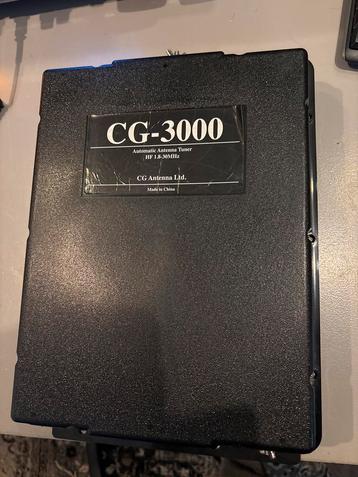 CG-3000
Automatic Antenna Tuner
HF 1.8-30MHz
CG Antenna Ltd.
Made in China